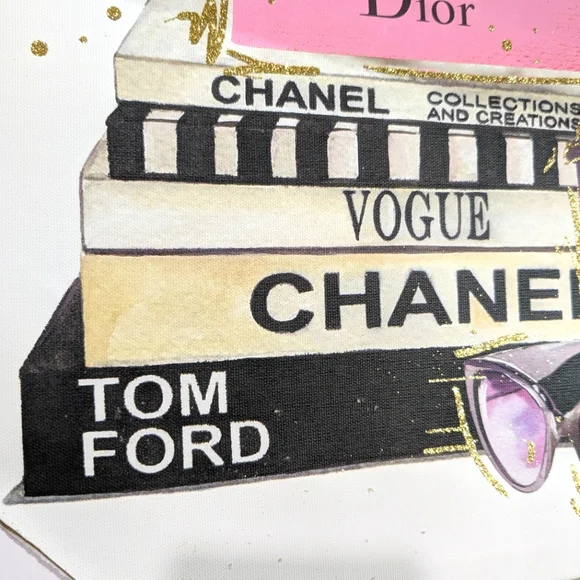 Dior
CHANEL
COLLECTIONS
AND CREATIONS
VOGUE
CHANEL
TOM
FORD